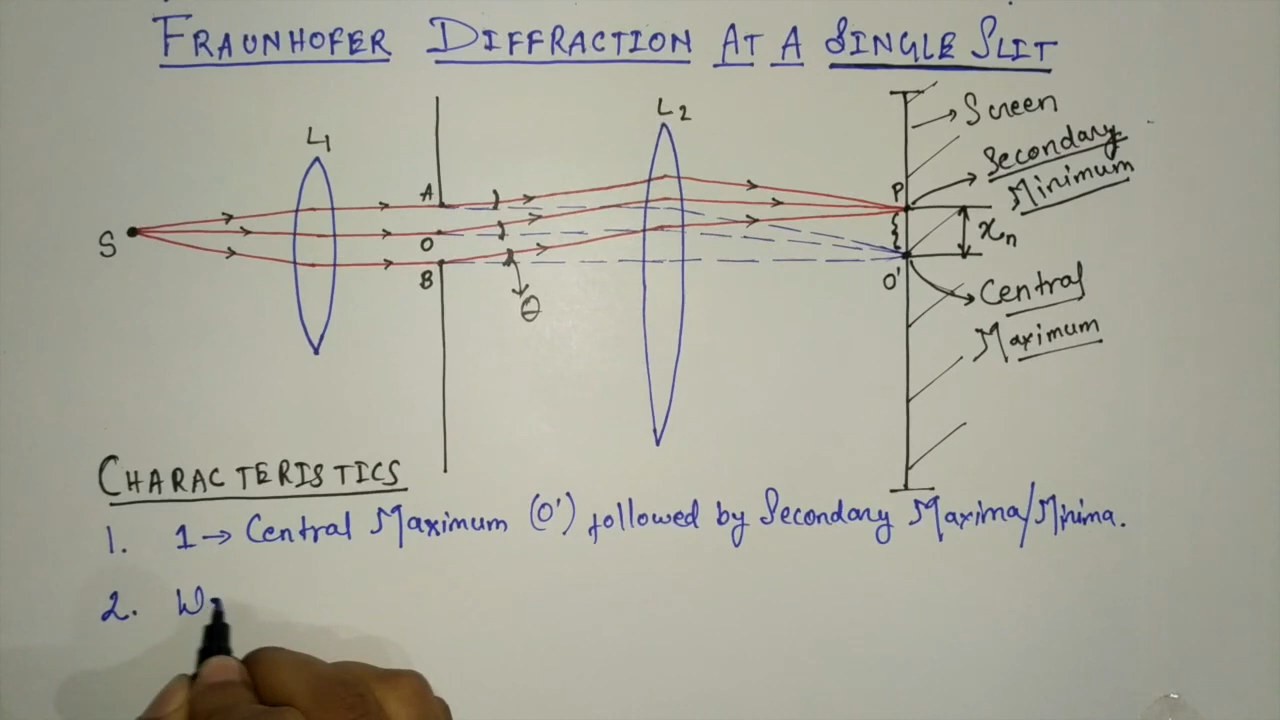 FRAUNHOFER DIFFRACTION AT A SINGLE SLIT
L1
L2
Screen
Secondary
Minimum
A
P
S
O
xn
B
θ
O'
Central
Maximum
CHARACTERISTICS
1. 1→ Central Maximum (O') followed by Secondary Maxima/Minima.
2. W